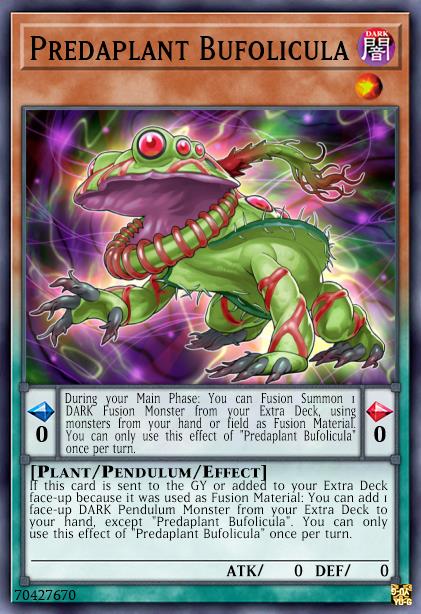 PREDAPLANT BUFOLICULA
DARK
闇
During your Main Phase: You can Fusion Summon 1
DARK Fusion Monster from your Extra Deck, using
monsters from your hand or field as Fusion Material.
You can only use this effect of "Predaplant Bufolicula"
once per turn.
0
0
[PLANT/PENDULUM/EFFECT]
If this card is sent to the GY or added to your Extra Deck
face-up because it was used as Fusion Material: You can add 1
face-up DARK Pendulum Monster from your Extra Deck to
your hand, except "Predaplant Bufolicula". You can only
use this effect of "Predaplant Bufolicula" once per turn.
ATK/ 0 DEF/ 0
70427670